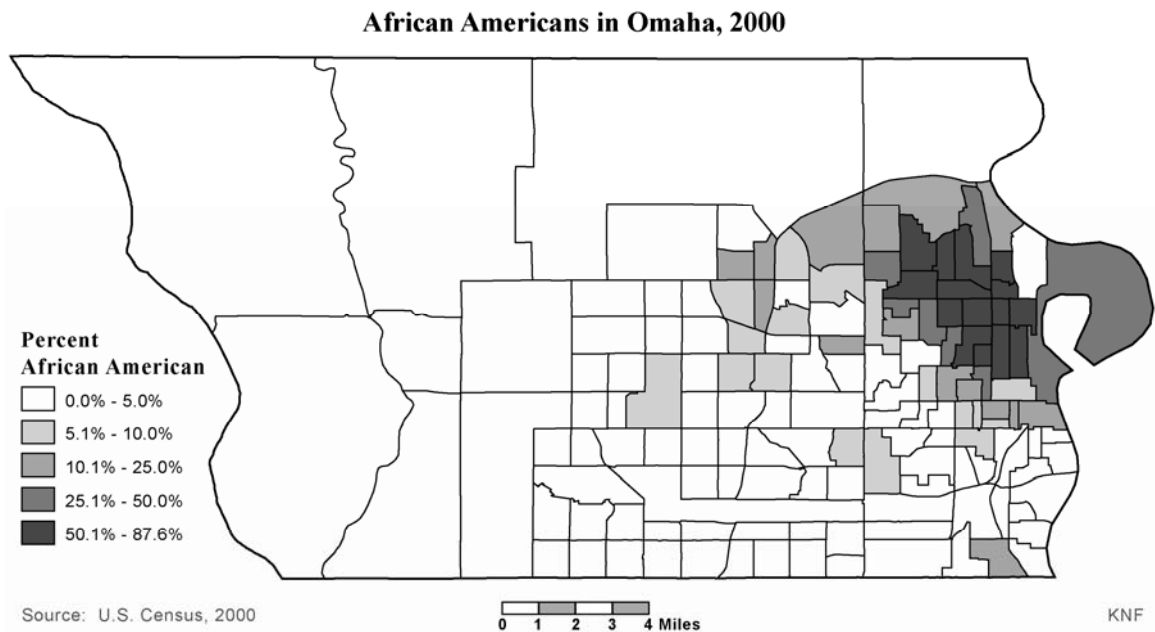 African Americans in Omaha, 2000
Percent
African American
0.0% - 5.0%
5.1% - 10.0%
10.1% - 25.0%
25.1% - 50.0%
50.1% - 87.6%
Source: U.S. Census, 2000
0 1 2 3 4 Miles
KNF